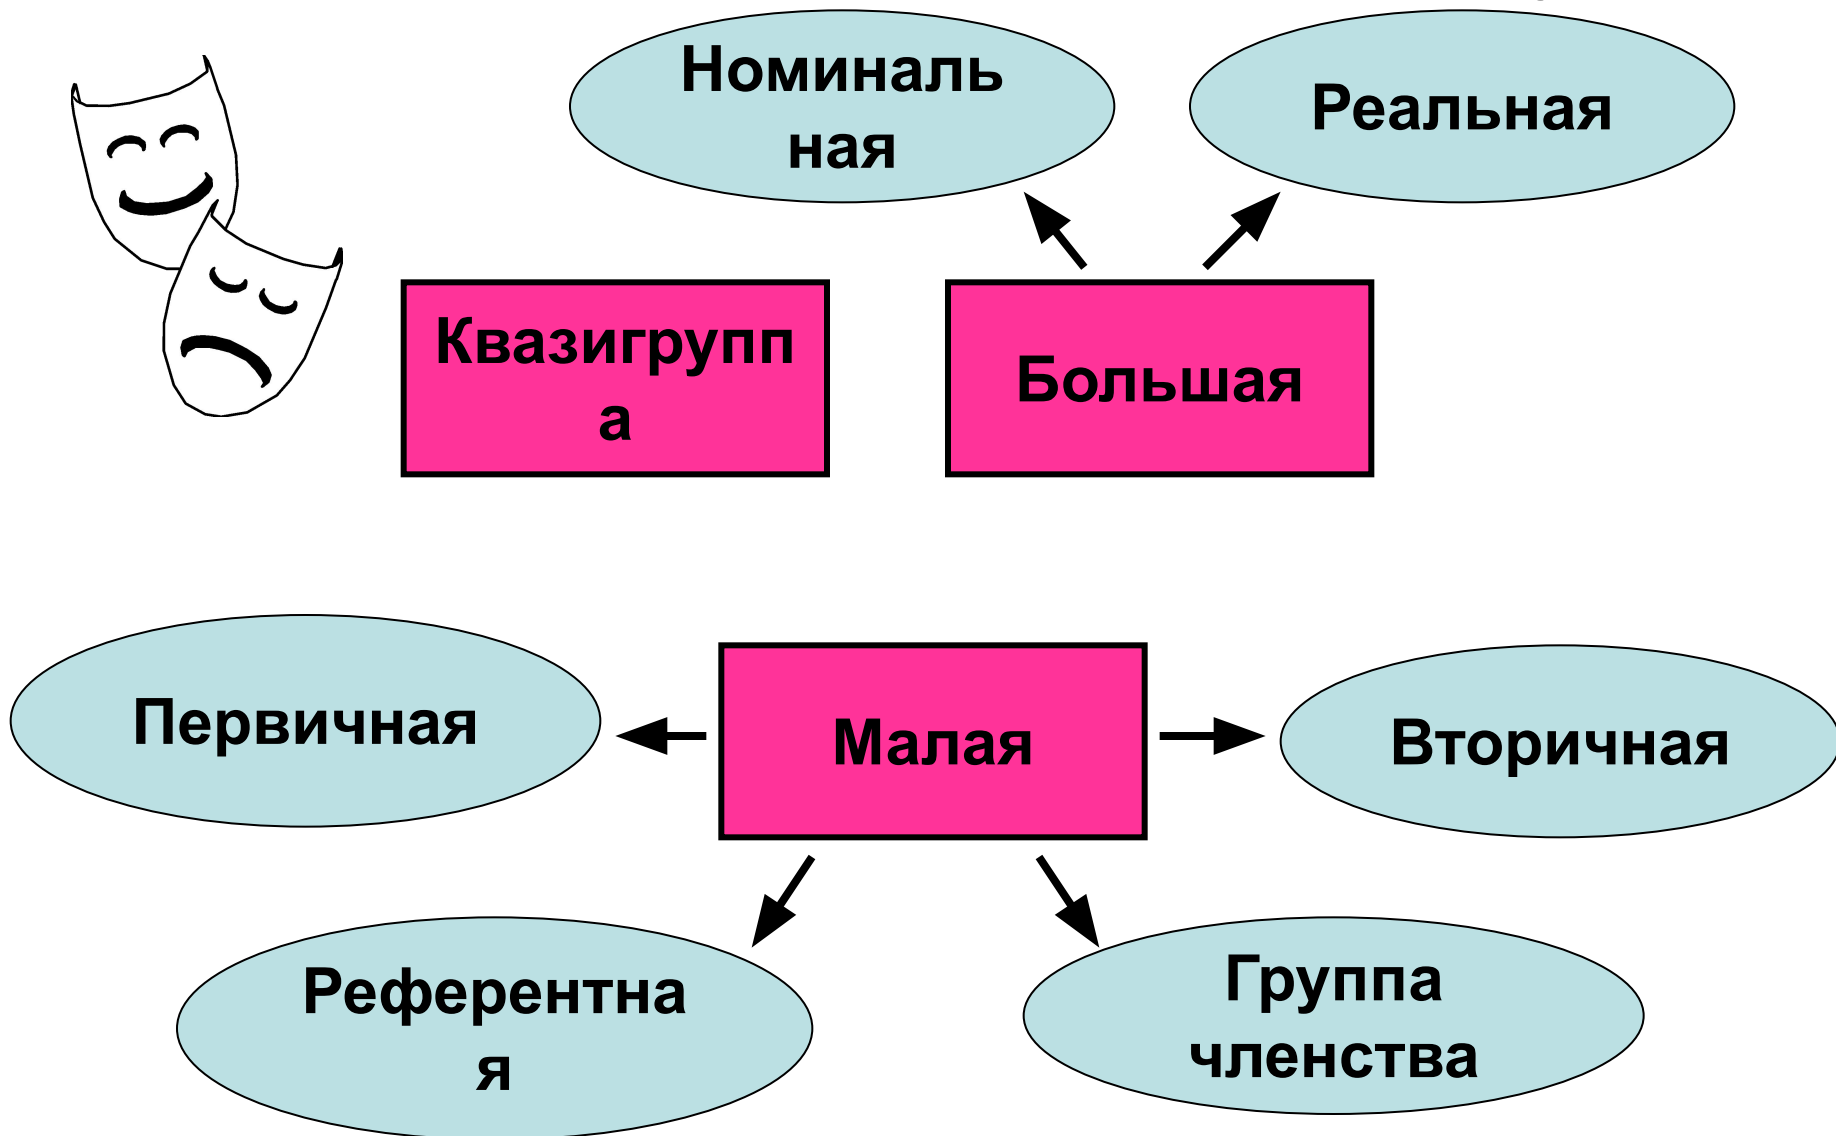 Номиналь
ная
Реальная
Квазигрупп
а
Большая
Первичная
Малая
Вторичная
Референтна
я
Группа
членства